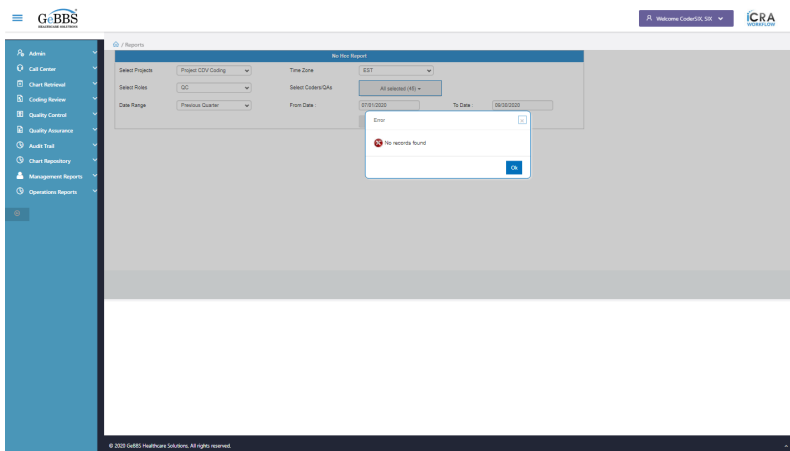 GeBBS
HEALTHCARE SOLUTIONS
Welcome CoderSIX, SIX
iCRA
WORKFLOW
/ Reports
Admin
Call Center
Chart Retrieval
Coding Review
Quality Control
Quality Assurance
Audit Trail
Chart Repository
Management Reports
Operations Reports
No Hcc Report
Select Projects
Project CDV Coding
Time Zone
EST
Select Roles
QC
Select Coders/QAs
All selected (45)
Date Range
Previous Quarter
From Date :
07/01/2020
To Date :
09/30/2020
Error
x
No records found
Ok
© 2020 GeBBS Healthcare Solutions, All rights reserved.